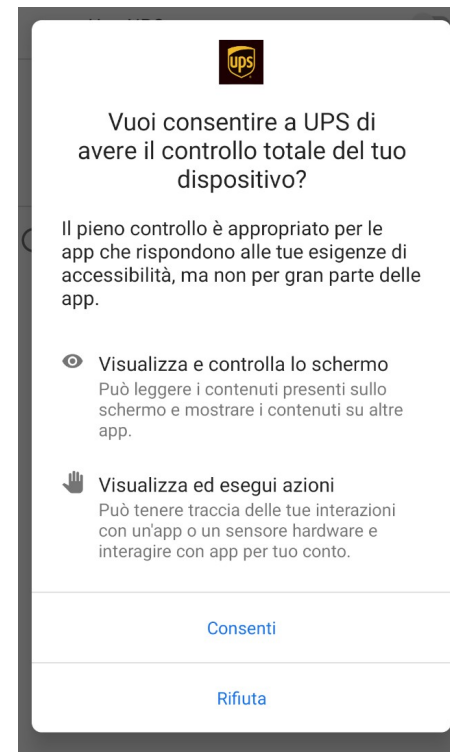 ups
Vuoi consentire a UPS di
avere il controllo totale del tuo
dispositivo?
Il pieno controllo è appropriato per le
app che rispondono alle tue esigenze di
accessibilità, ma non per gran parte delle
app.
Visualizza e controlla lo schermo
Può leggere i contenuti presenti sullo
schermo e mostrare i contenuti su altre
app.
Visualizza ed esegui azioni
Può tenere traccia delle tue interazioni
con un'app o un sensore hardware e
interagire con app per tuo conto.
Consenti
Rifiuta